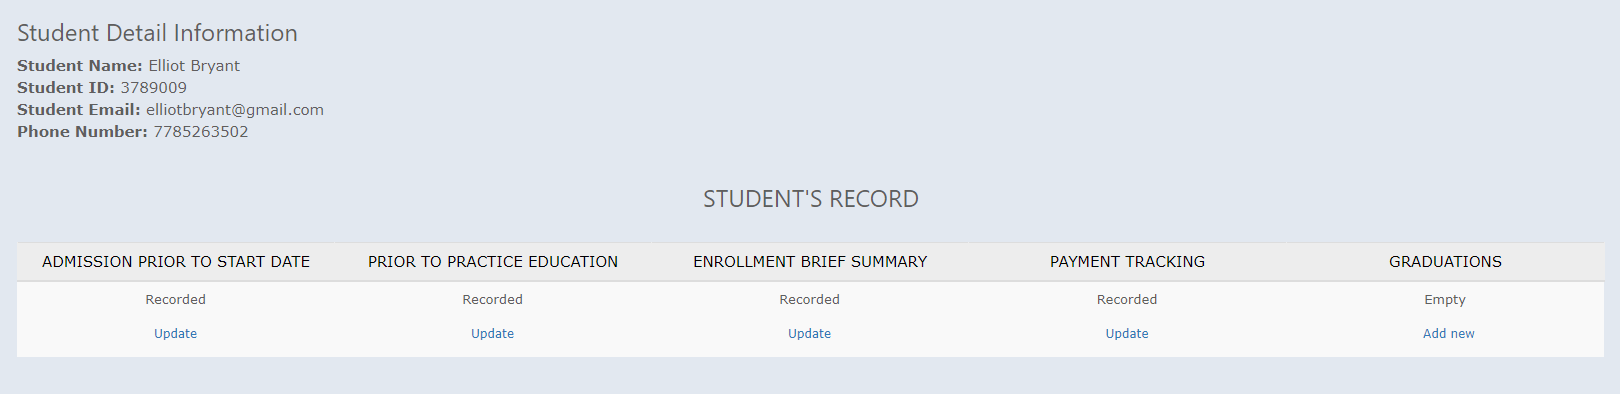 Student Detail Information
Student Name: Elliot Bryant
Student ID: 3789009
Student Email: elliotbryant@gmail.com
Phone Number: 7785263502
STUDENT'S RECORD
ADMISSION PRIOR TO START DATE PRIOR TO PRACTICE EDUCATION ENROLLMENT BRIEF SUMMARY PAYMENT TRACKING GRADUATIONS
Recorded Recorded Recorded Recorded Empty
Update Update Update Update Add new